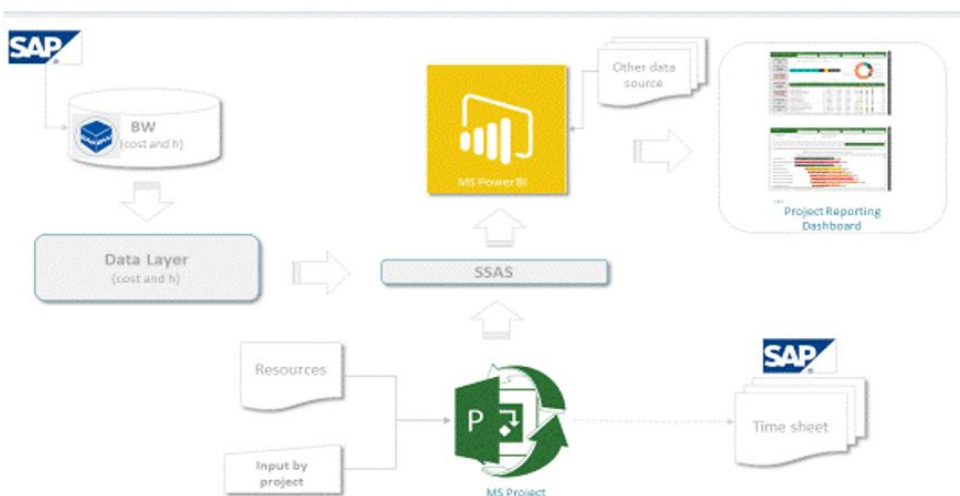 SAP
BW
(cost and h)
Data Layer
(cost and h)
SSAS
MS Power BI
Other data
source
Project Reporting
Dashboard
Resources
Input by
project
P
MS Project
SAP
Time sheet